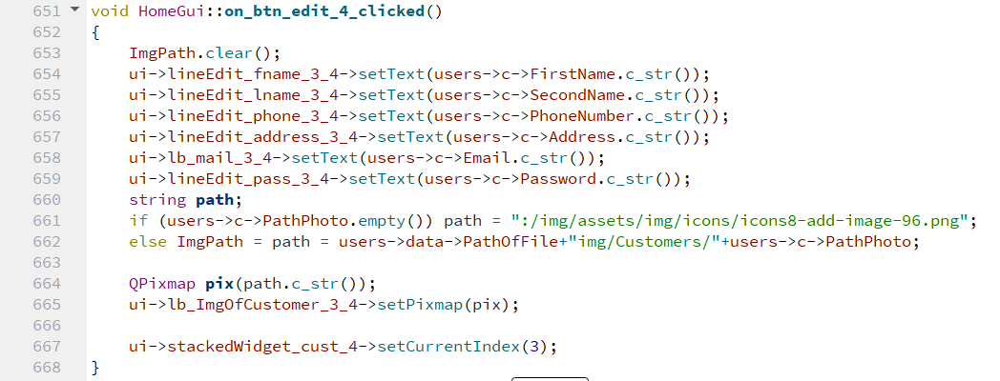 651 void HomeGui::on_btn_edit_4_clicked()
652 {
653     ImgPath.clear();
654     ui->lineEdit_fname_3_4->setText(users->c->FirstName.c_str());
655     ui->lineEdit_lname_3_4->setText(users->c->SecondName.c_str());
656     ui->lineEdit_phone_3_4->setText(users->c->PhoneNumber.c_str());
657     ui->lineEdit_address_3_4->setText(users->c->Address.c_str());
658     ui->lb_mail_3_4->setText(users->c->Email.c_str());
659     ui->lineEdit_pass_3_4->setText(users->c->Password.c_str());
660     string path;
661     if (users->c->PathPhoto.empty()) path = ":/img/assets/img/icons/icons8-add-image-96.png";
662     else ImgPath = path = users->data->PathOfFile+"img/Customers/"+users->c->PathPhoto;
663
664     QPixmap pix(path.c_str());
665     ui->lb_ImgOfCustomer_3_4->setPixmap(pix);
666
667     ui->stackedWidget_cust_4->setCurrentIndex(3);
668 }